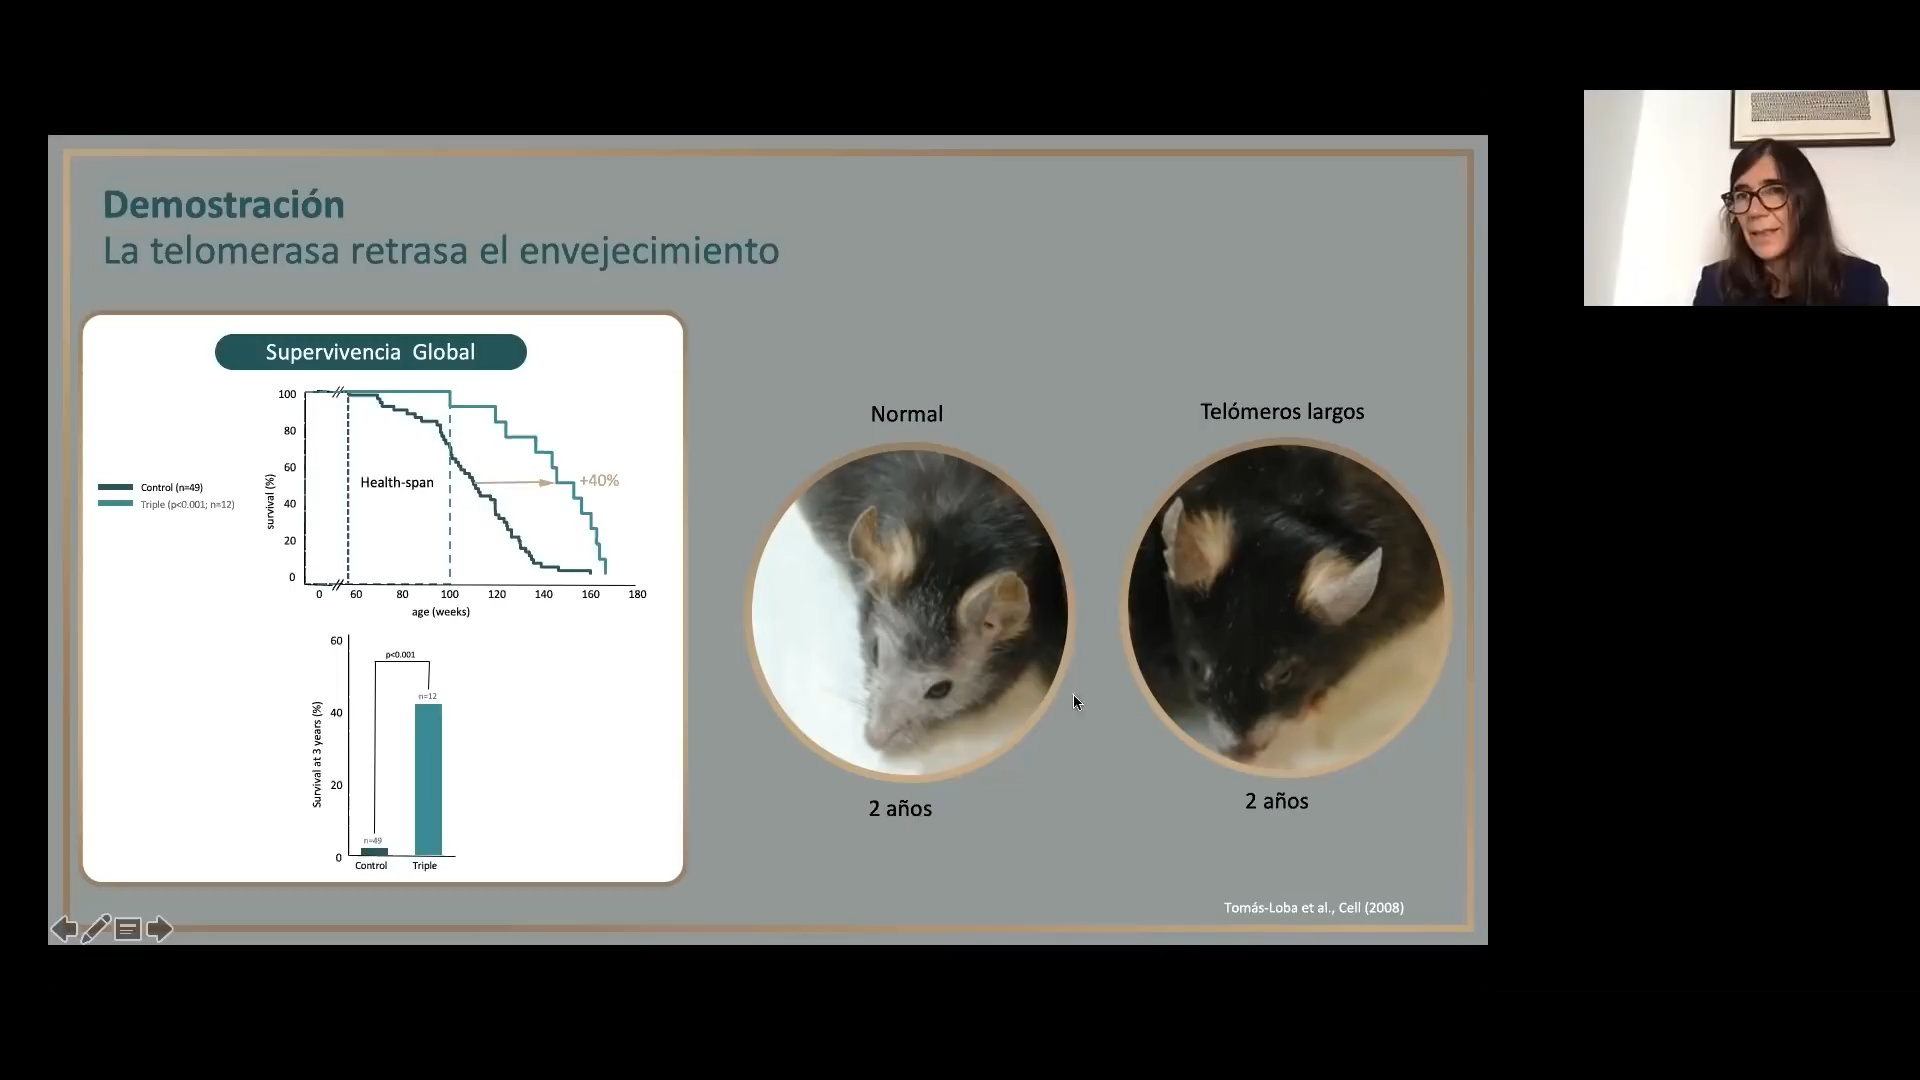 Demostración
La telomerasa retrasa el envejecimiento
Supervivencia Global
100
80
60
40
20
0
survival (%)
Health-span
+40%
Control (n=49)
Triple (p<0.001; n=12)
0 60 80 100 120 140 160 180
age (weeks)
60
40
20
0
Survival at 3 years (%)
p<0.001
n=12
n=49
Control Triple
Normal
2 años
Telómeros largos
2 años
Tomás-Loba et al., Cell (2008)